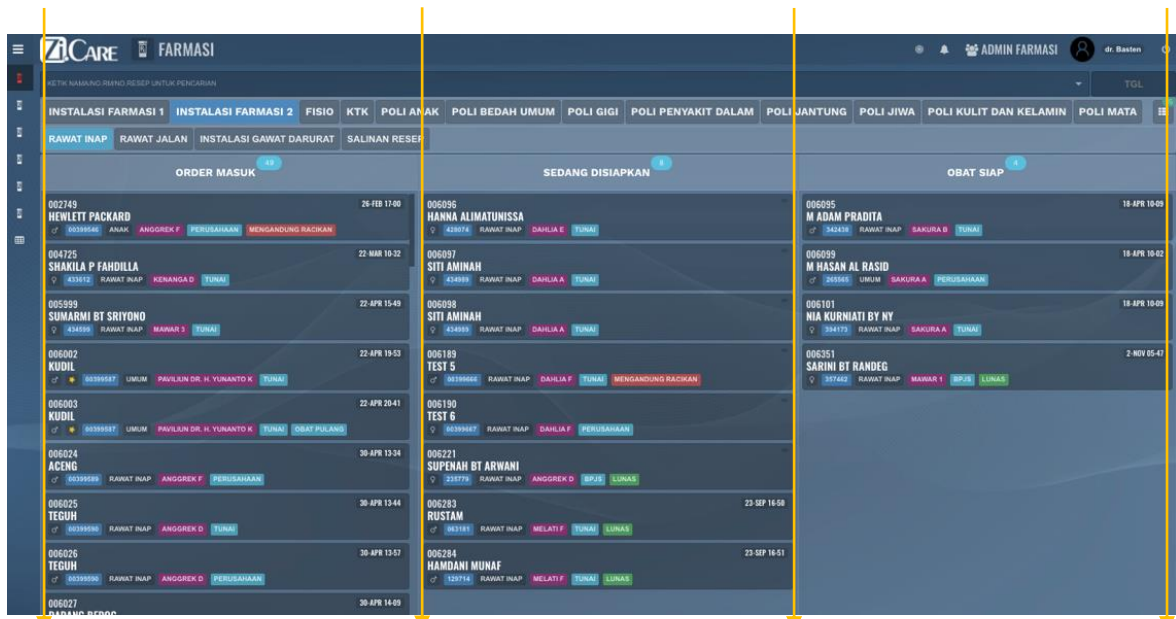 ZiCARE FARMASI ADMIN FARMASI dr. Basten
KETIK NAMA/NO.RM/NO.RESEP UNTUK PENCARIAN TGL
INSTALASI FARMASI 1 INSTALASI FARMASI 2 FISIO KTK POLI ANAK POLI BEDAH UMUM POLI GIGI POLI PENYAKIT DALAM POLI JANTUNG POLI JIWA POLI KULIT DAN KELAMIN POLI MATA
RAWAT INAP RAWAT JALAN INSTALASI GAWAT DARURAT SALINAN RESEP
ORDER MASUK 49
002749 26-FEB 17-00
HEWLETT PACKARD
♂ 00399546 ANAK ANGGREK F PERUSAHAAN MENGANDUNG RACIKAN
004725 22-MAR 10-32
SHAKILA P FAHDILLA
♀ 433612 RAWAT INAP KENANGA D TUNAI
005999 22-APR 15-49
SUMARMI BT SRIYONO
♀ 434599 RAWAT INAP MAWAR 3 TUNAI
006002 22-APR 19-53
KUDIL
♂ 00399587 UMUM PAVILIUN DR. H. YUNANTO K TUNAI
006003 22-APR 20-41
KUDIL
♂ 00399587 UMUM PAVILIUN DR. H. YUNANTO K TUNAI OBAT PULANG
006024 30-APR 13-34
ACENG
♂ 00399589 RAWAT INAP ANGGREK F PERUSAHAAN
006025 30-APR 13-44
TEGUH
♂ 00399590 RAWAT INAP ANGGREK D TUNAI
006026 30-APR 13-57
TEGUH
♂ 00399590 RAWAT INAP ANGGREK D PERUSAHAAN
006027 30-APR 14-09
SEDANG DISIAPKAN 8
006096
HANNA ALIMATUNISSA
♀ 428074 RAWAT INAP DAHLIA E TUNAI
006097
SITI AMINAH
♀ 434989 RAWAT INAP DAHLIA A TUNAI
006098
SITI AMINAH
♀ 434989 RAWAT INAP DAHLIA A TUNAI
006189
TEST 5
♂ 00399666 RAWAT INAP DAHLIA F TUNAI MENGANDUNG RACIKAN
006190
TEST 6
♀ 00399667 RAWAT INAP DAHLIA F PERUSAHAAN
006221
SUPENAH BT ARWANI
♀ 235779 RAWAT INAP ANGGREK D BPJS LUNAS
006283 23-SEP 16-50
RUSTAM
♂ 063181 RAWAT INAP MELATI F TUNAI LUNAS
006284 23-SEP 16-51
HAMDANI MUNAF
♂ 129714 RAWAT INAP MELATI F TUNAI LUNAS
OBAT SIAP 4
006095 18-APR 10-09
M ADAM PRADITA
♂ 342438 RAWAT INAP SAKURA B TUNAI
006099 18-APR 10-02
M HASAN AL RASID
♂ 265565 UMUM SAKURA A PERUSAHAAN
006101 18-APR 10-09
NIA KURNIATI BY NY
♀ 394173 RAWAT INAP SAKURA A TUNAI
006351 2-NOV 05-47
SARINI BT RANDEG
♀ 357442 RAWAT INAP MAWAR 1 BPJS LUNAS